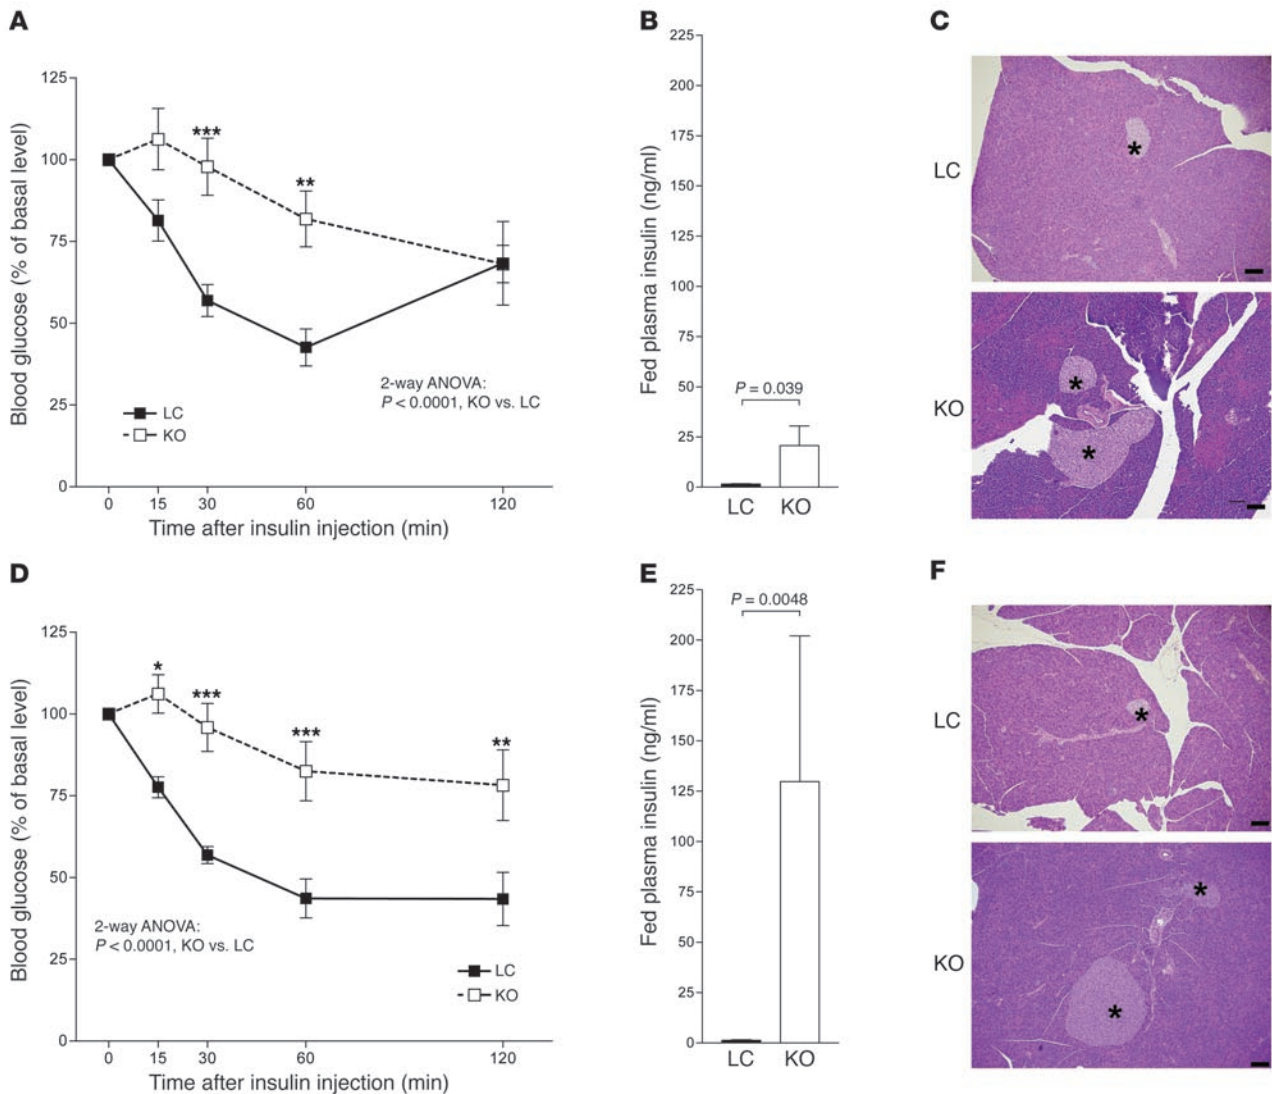 A
125
100
75
50
25
0
Blood glucose (% of basal level)
***
**
2-way ANOVA:
P < 0.0001, KO vs. LC
LC
KO
0 15 30 60 120
Time after insulin injection (min)
B
225
200
175
150
125
100
75
50
25
0
Fed plasma insulin (ng/ml)
P = 0.039
LC KO
C
LC
*
KO
*
*
D
125
100
75
50
25
0
Blood glucose (% of basal level)
*
***
***
**
2-way ANOVA:
P < 0.0001, KO vs. LC
LC
KO
0 15 30 60 120
Time after insulin injection (min)
E
225
200
175
150
125
100
75
50
25
0
Fed plasma insulin (ng/ml)
P = 0.0048
LC KO
F
LC
*
KO
*
*